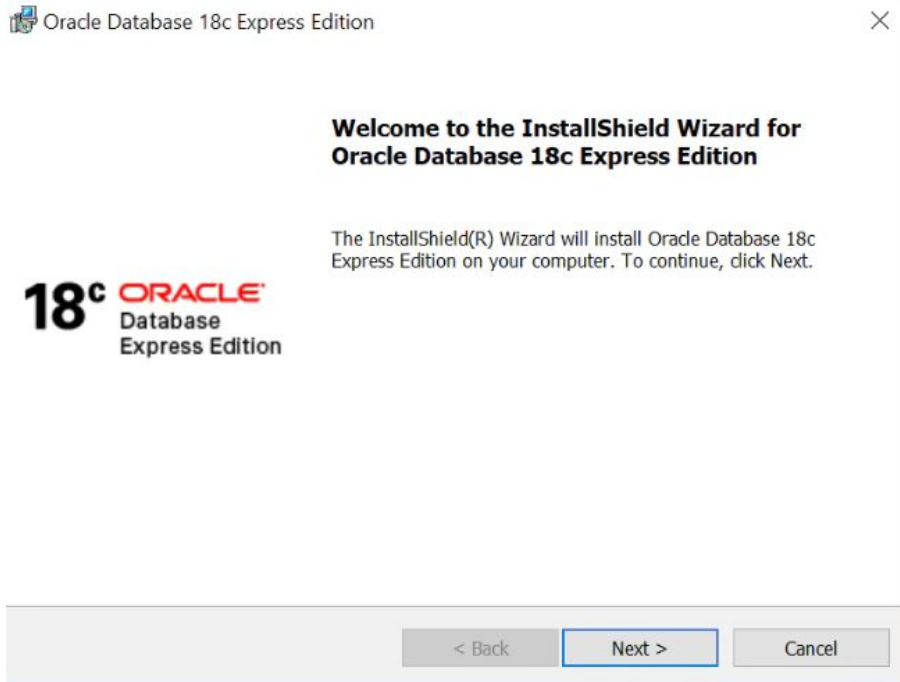 Oracle Database 18c Express Edition
Welcome to the InstallShield Wizard for
Oracle Database 18c Express Edition
The InstallShield(R) Wizard will install Oracle Database 18c
Express Edition on your computer. To continue, click Next.
18c ORACLE
Database
Express Edition
< Back
Next >
Cancel